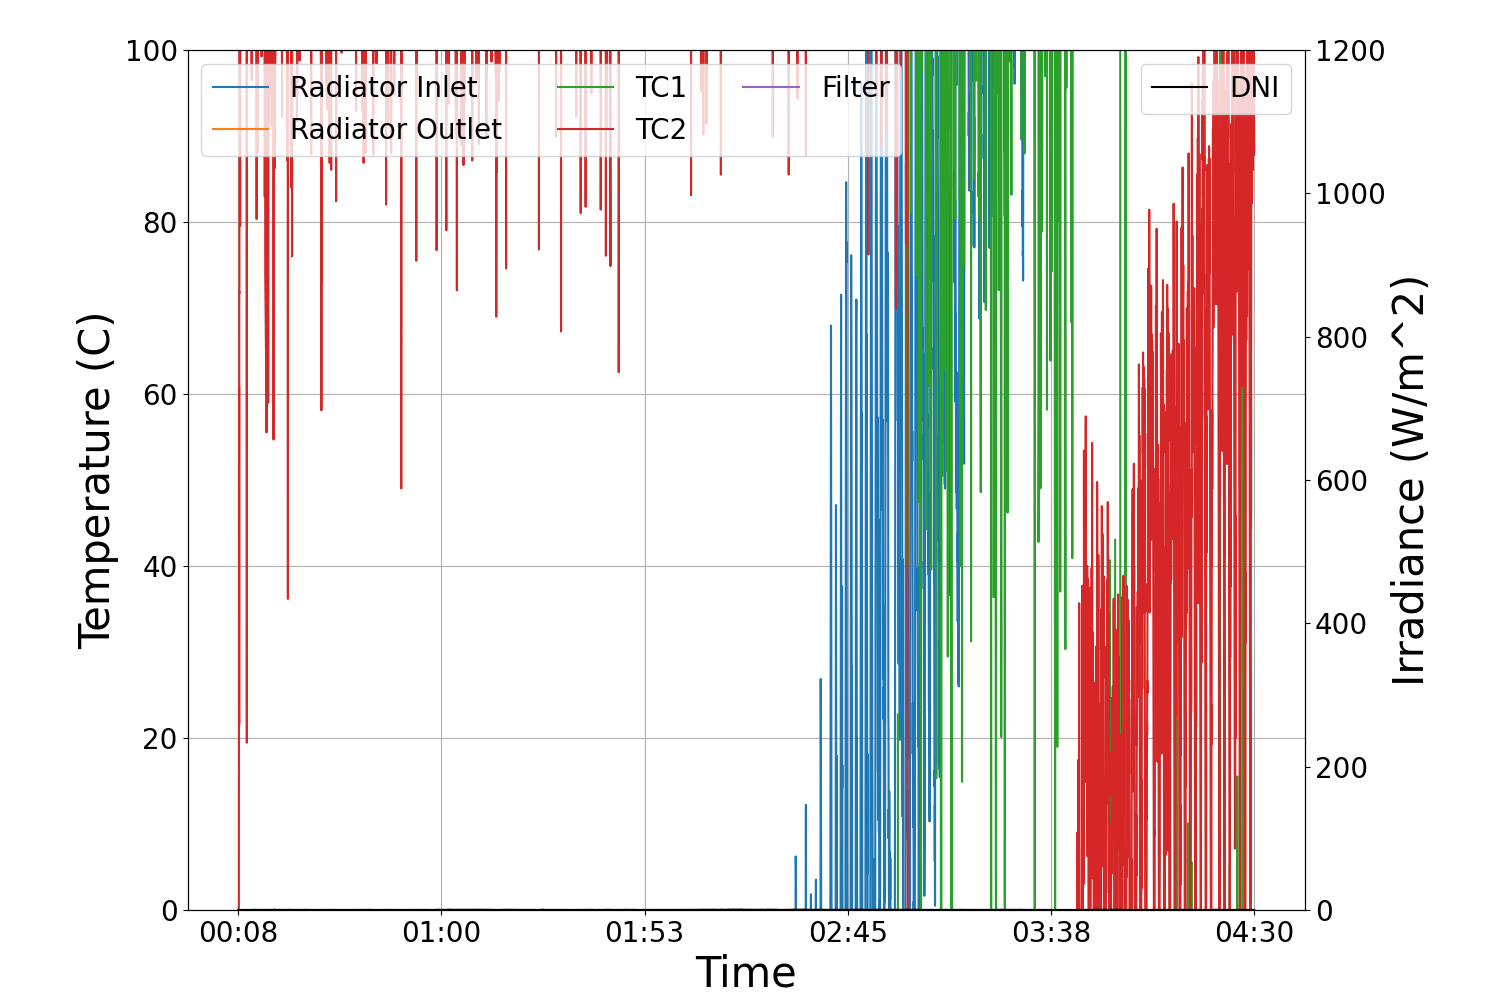 Radiator Inlet
Radiator Outlet
TC1
TC2
Filter
DNI
Temperature (C)
100
80
60
40
20
0
1200
1000
800
600
400
200
0
Irradiance (W/m^2)
00:08 01:00 01:53 02:45 03:38 04:30
Time